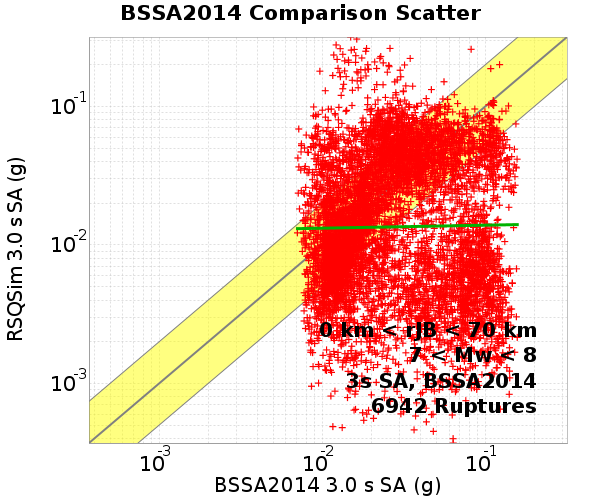 BSSA2014 Comparison Scatter
RSQSim 3.0 s SA (g)
10⁻¹
10⁻²
10⁻³
0 km < rJB < 70 km
7 < Mw < 8
3s SA, BSSA2014
6942 Ruptures
10⁻³ 10⁻² 10⁻¹
BSSA2014 3.0 s SA (g)